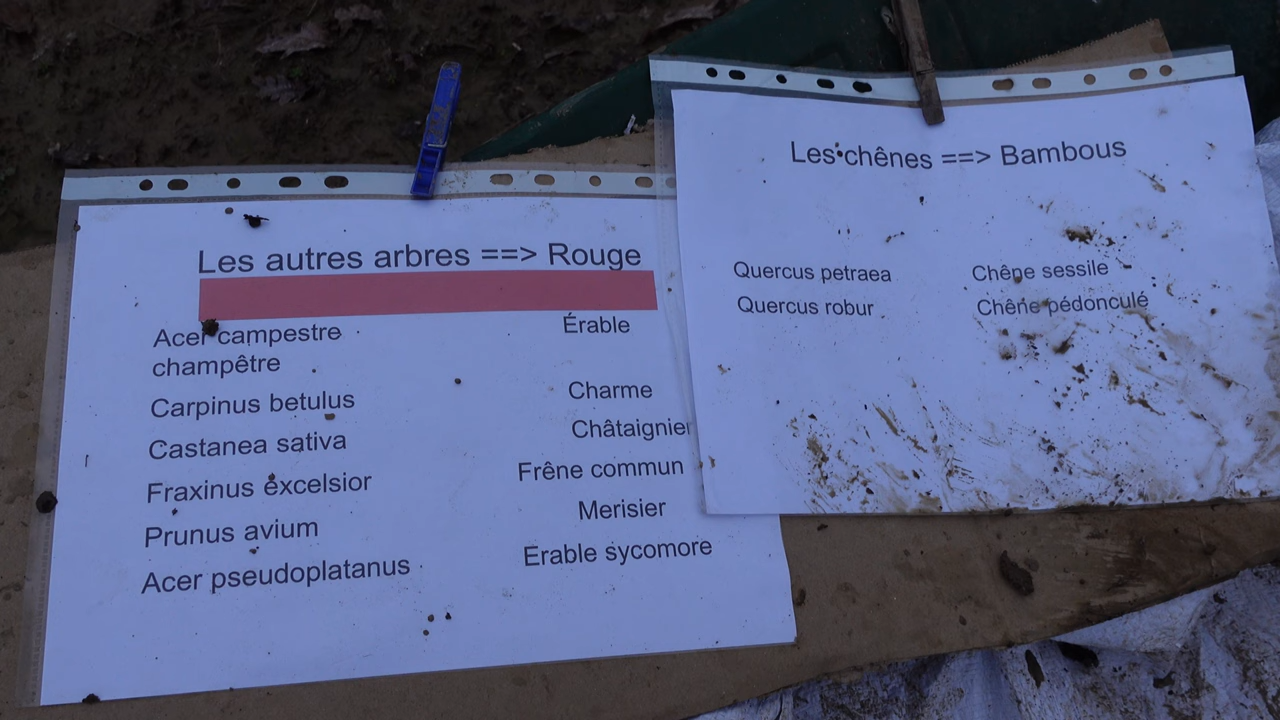 Les autres arbres ==> Rouge
Acer campestre Érable
champêtre
Carpinus betulus Charme
Castanea sativa Châtaignier
Fraxinus excelsior Frêne commun
Prunus avium Merisier
Acer pseudoplatanus Erable sycomore
Les chênes ==> Bambous
Quercus petraea Chêne sessile
Quercus robur Chêne pédonculé